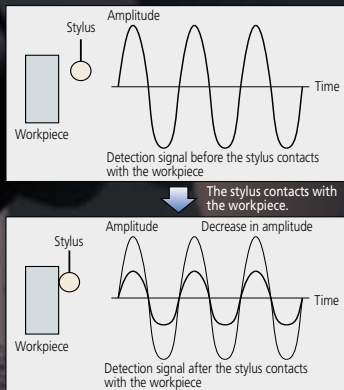 Amplitude
Stylus
Time
Workpiece
Detection signal before the stylus contacts
with the workpiece
The stylus contacts with
the workpiece.
Amplitude
Decrease in amplitude
Stylus
Time
Workpiece
Detection signal after the stylus contacts
with the workpiece